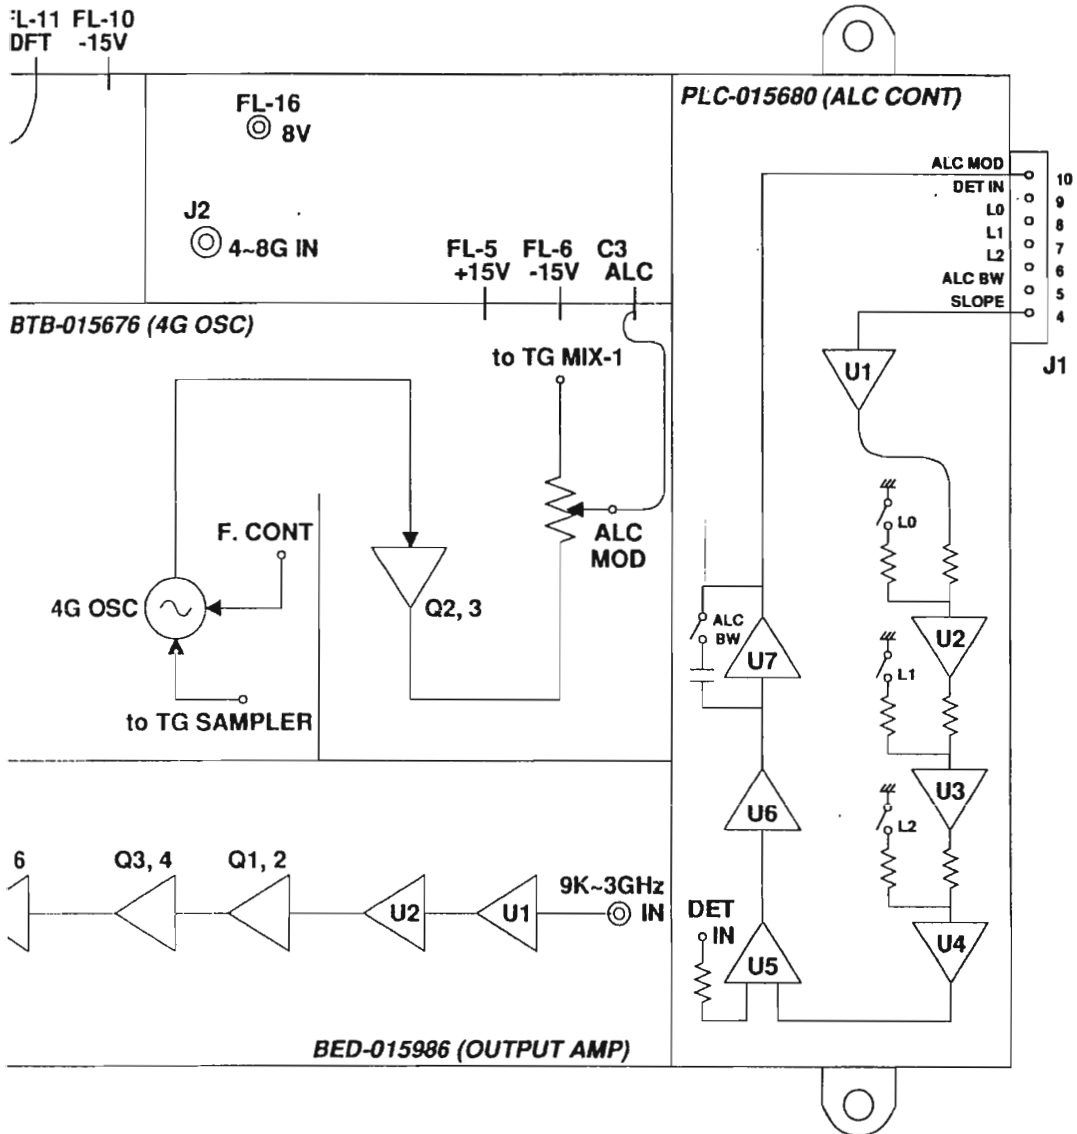 FL-10
DFT -15V
FL-16
8V
J2
4~8G IN
FL-5 FL-6 C3
+15V -15V ALC
BTB-015676 (4G OSC)
to TG MIX-1
F. CONT
ALC
MOD
4G OSC
Q2, 3
to TG SAMPLER
6
Q3, 4
Q1, 2
U2
U1
9K~3GHz
IN
BED-015986 (OUTPUT AMP)
PLC-015680 (ALC CONT)
ALC MOD 10
DET IN 9
L0 8
L1 7
L2 6
ALC BW 5
SLOPE 4
J1
U1
L0
U2
L1
U3
L2
U4
ALC
BW
U7
U6
DET
IN
U5